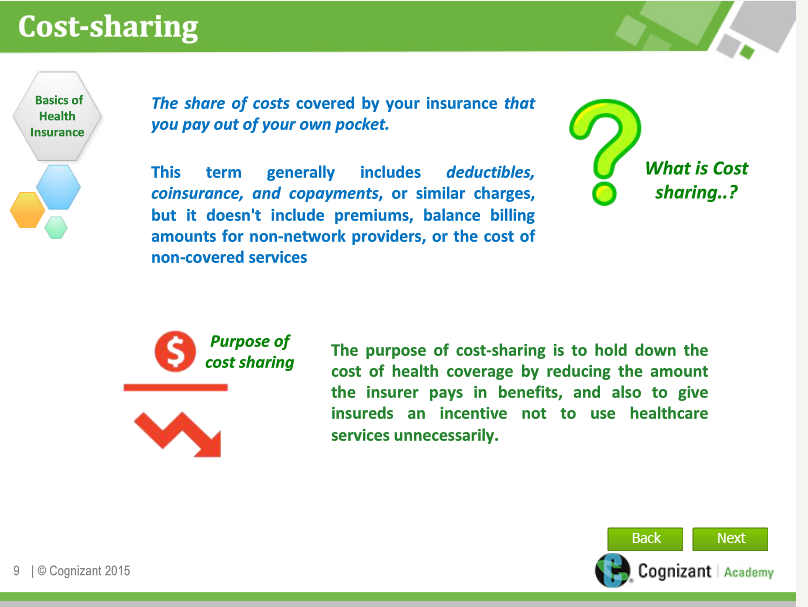 Cost-sharing
Basics of
Health
Insurance
The share of costs covered by your insurance that
you pay out of your own pocket.
This term generally includes deductibles,
coinsurance, and copayments, or similar charges,
but it doesn't include premiums, balance billing
amounts for non-network providers, or the cost of
non-covered services
What is Cost
sharing..?
$
Purpose of
cost sharing
The purpose of cost-sharing is to hold down the
cost of health coverage by reducing the amount
the insurer pays in benefits, and also to give
insureds an incentive not to use healthcare
services unnecessarily.
Back
Next
9 | © Cognizant 2015
Cognizant | Academy